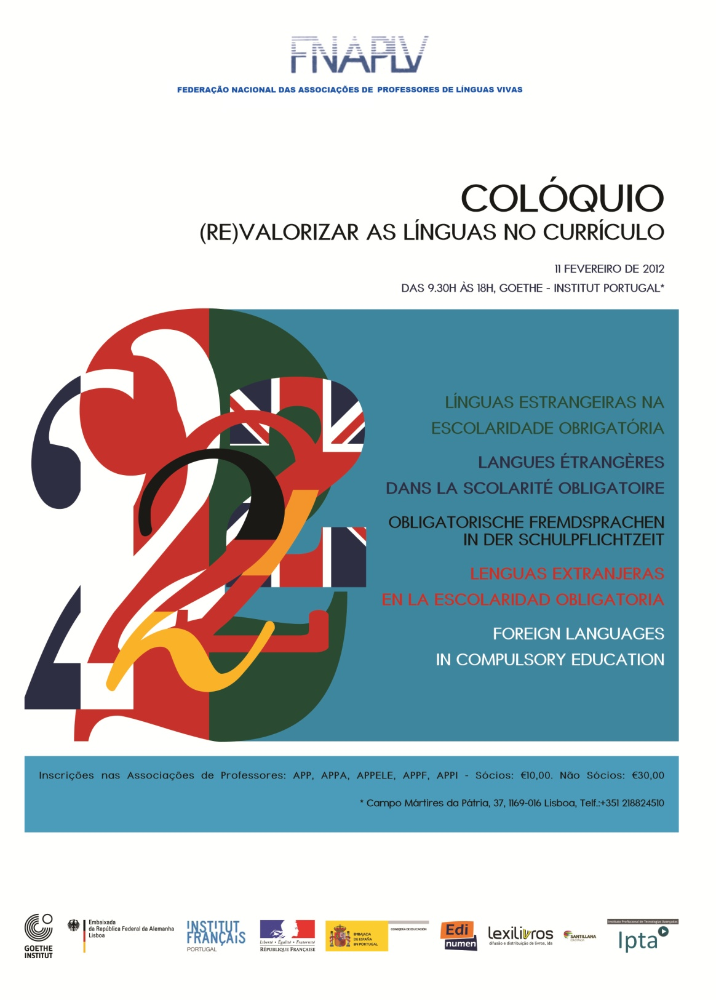 FNAPLV
FEDERAÇÃO NACIONAL DAS ASSOCIAÇÕES DE PROFESSORES DE LÍNGUAS VIVAS
COLÓQUIO
(RE)VALORIZAR AS LÍNGUAS NO CURRÍCULO
11 FEVEREIRO DE 2012
DAS 9.30H ÀS 18H, GOETHE - INSTITUT PORTUGAL*
LÍNGUAS ESTRANGEIRAS NA
ESCOLARIDADE OBRIGATÓRIA
LANGUES ÉTRANGÈRES
DANS LA SCOLARITÉ OBLIGATOIRE
OBLIGATORISCHE FREMDSPRACHEN
IN DER SCHULPFLICHTZEIT
LENGUAS EXTRANJERAS
EN LA ESCOLARIDAD OBLIGATORIA
FOREIGN LANGUAGES
IN COMPULSORY EDUCATION
Inscrições nas Associações de Professores: APP, APPA, APPELE, APPF, APPI - Sócios: €10,00. Não Sócios: €30,00
* Campo Mártires da Pátria, 37, 1169-016 Lisboa, Telf.:+351 218824510
GOETHE
INSTITUT
Embaixada
da República Federal da Alemanha
Lisboa
INSTITUT
FRANÇAIS
PORTUGAL
Liberté • Égalité • Fraternité
RÉPUBLIQUE FRANÇAISE
EMBAJADA
DE ESPAÑA
EN PORTUGAL
CONSEJERÍA DE EDUCACIÓN
Edi
numen
lexilivros
difusão e distribuição de livros, lda
SANTILLANA
CONSTÂNCIA
Instituto Profissional de Tecnologias Avançadas
Ipta